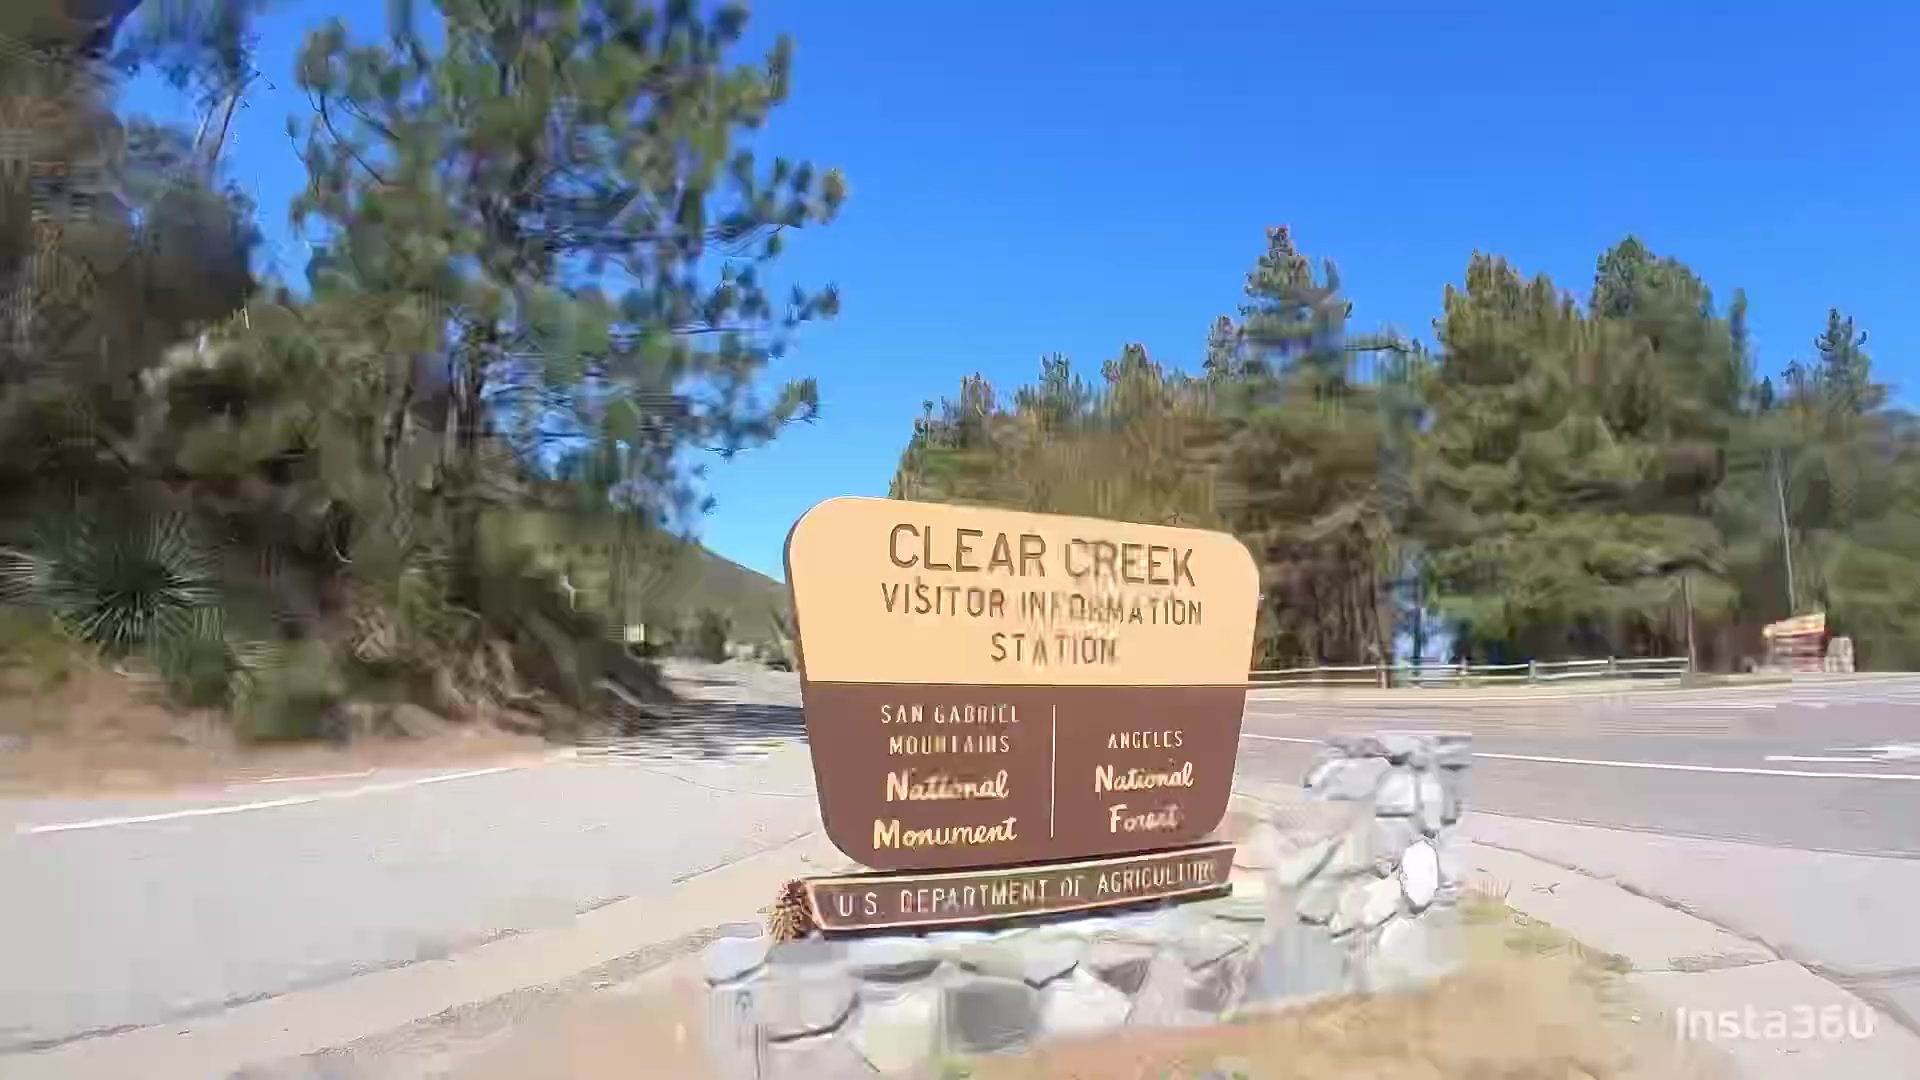 CLEAR CREEK
VISITOR INFORMATION
STATION
SAN GABRIEL
MOUNTAINS
National
Monument
ANGELES
National
Forest
U.S. DEPARTMENT OF AGRICULTURE
Insta360